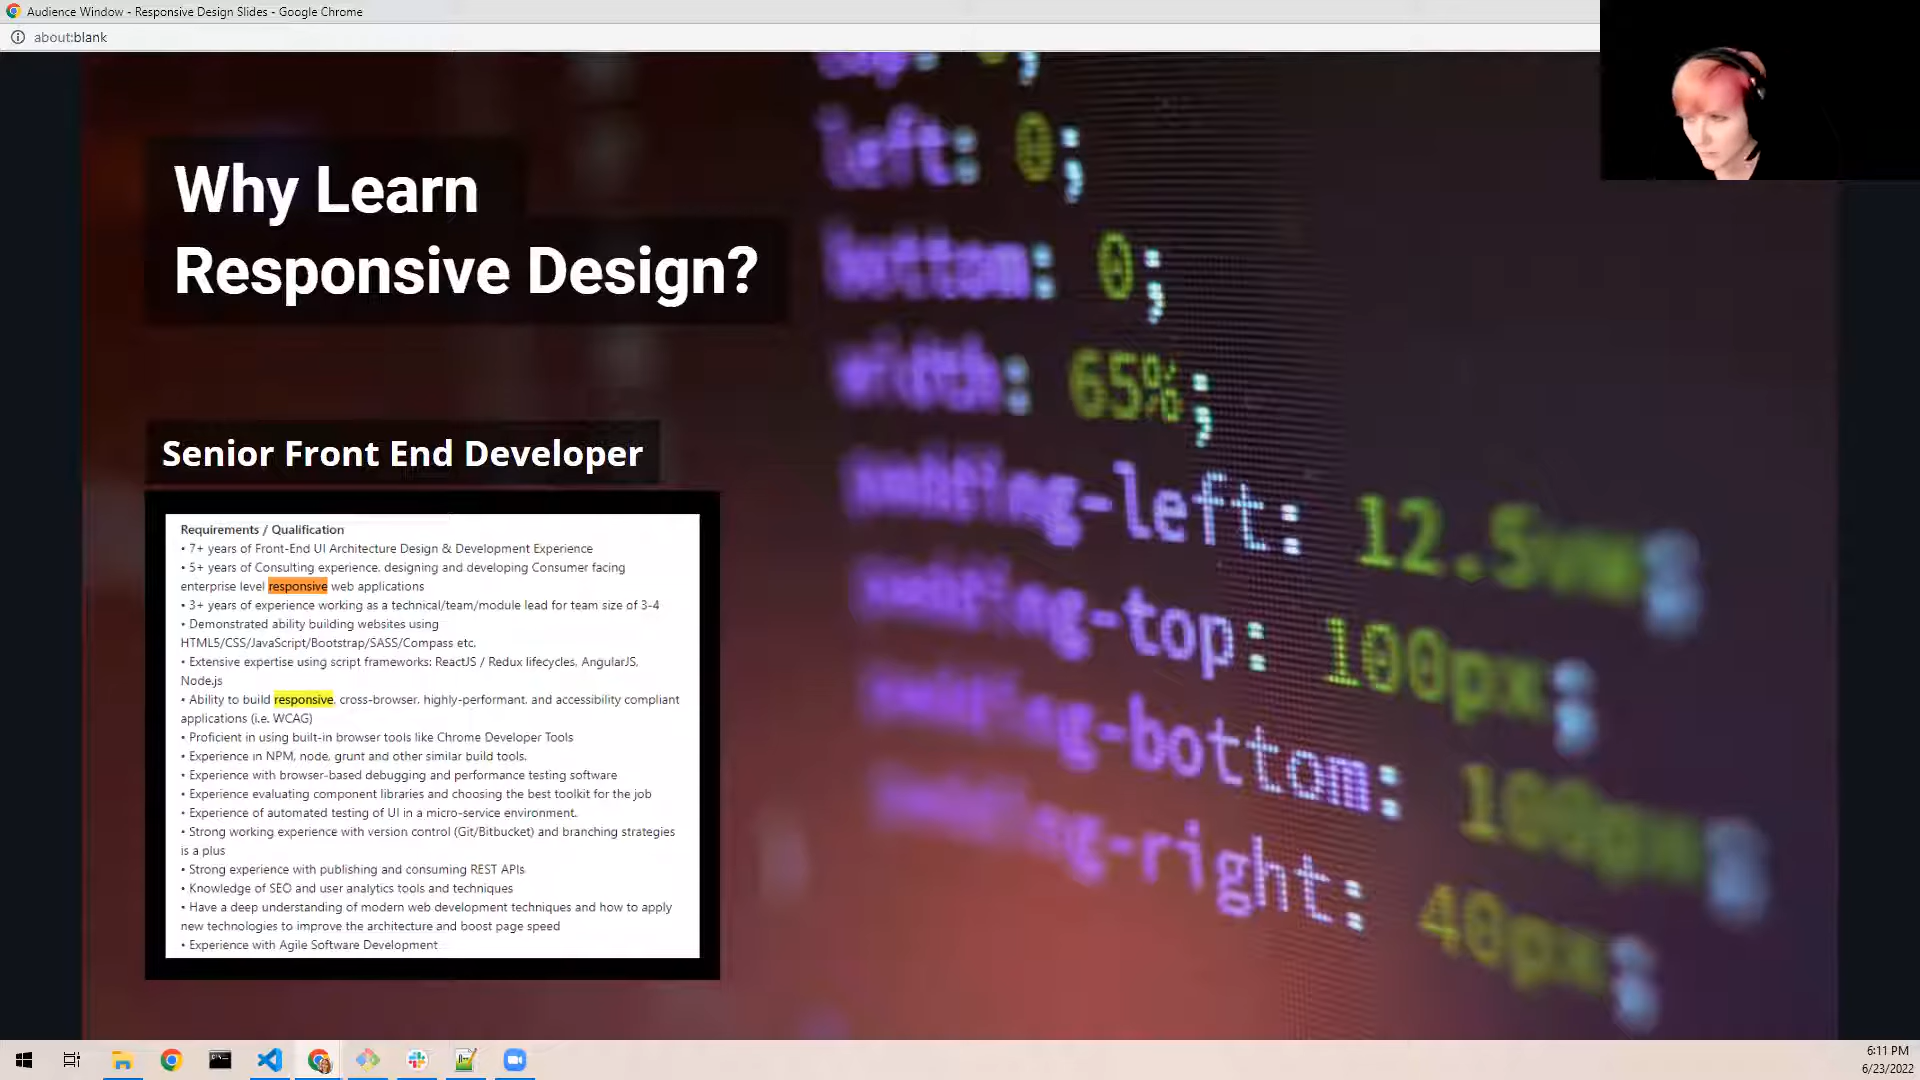 Audience Window - Responsive Design Slides - Google Chrome
about:blank
Why Learn
Responsive Design?
Senior Front End Developer
Requirements / Qualification
• 7+ years of Front-End UI Architecture Design & Development Experience
• 5+ years of Consulting experience, designing and developing Consumer facing
enterprise level responsive web applications
• 3+ years of experience working as a technical/team/module lead for team size of 3-4
• Demonstrated ability building websites using
HTML5/CSS/JavaScript/Bootstrap/SASS/Compass etc.
• Extensive expertise using script frameworks: ReactJS / Redux lifecycles, AngularJS,
Node.js
• Ability to build responsive, cross-browser, highly-performant, and accessibility compliant
applications (i.e. WCAG)
• Proficient in using built-in browser tools like Chrome Developer Tools
• Experience in NPM, node, grunt and other similar build tools.
• Experience with browser-based debugging and performance testing software
• Experience evaluating component libraries and choosing the best toolkit for the job
• Experience of automated testing of UI in a micro-service environment.
• Strong working experience with version control (Git/Bitbucket) and branching strategies
is a plus
• Strong experience with publishing and consuming REST APIs
• Knowledge of SEO and user analytics tools and techniques
• Have a deep understanding of modern web development techniques and how to apply
new technologies to improve the architecture and boost page speed
• Experience with Agile Software Development
left: 0;
bottom: 0;
width: 65%;
-left: 12.5
-top: 100px;
-bottom: 100px;
-right: 40px;
6:11 PM
6/23/2022